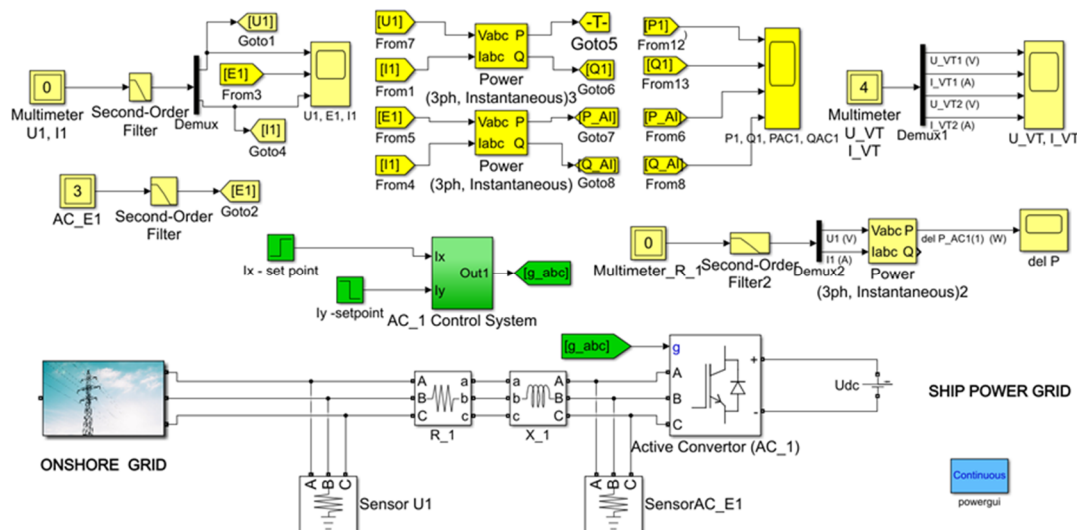 [U1]
Goto1
[E1]
From3
0
Multimeter
U1, I1
Second-Order
Filter
Demux
U1, E1, I1
[I1]
Goto4
3
AC_E1
Second-Order
Filter
[E1]
Goto2
[U1]
From7
[I1]
From1
Vabc P
Iabc Q
Power
(3ph, Instantaneous)3
-T-
Goto5
[Q1]
Goto6
[E1]
From5
[I1]
From4
Vabc P
Iabc Q
Power
(3ph, Instantaneous)
[P_AI]
Goto7
[Q_AI]
Goto8
[P1]
From12
[Q1]
From13
[P_AI]
From6
[Q_AI]
From8
P1, Q1, PAC1, QAC1
4
Multimeter
U_VT
I_VT
Demux1
U_VT1 (V)
I_VT1 (A)
U_VT2 (V)
I_VT2 (A)
U_VT, I_VT
0
Multimeter_R_1
Second-Order
Filter2
Demux2
U1 (V)
I1 (A)
Vabc P
Iabc Q
Power
(3ph, Instantaneous)2
del P_AC1(1) (W)
del P
Ix - set point
Iy -setpoint
Ix
Iy
Out1
AC_1 Control System
[g_abc]
[g_abc]
ONSHORE GRID
A
B
C
a
b
c
R_1
a
b
c
A
B
C
X_1
g
A
B
C
+
-
Active Convertor (AC_1)
Udc
SHIP POWER GRID
A B C
Sensor U1
A B C
SensorAC_E1
Continuous
powergui